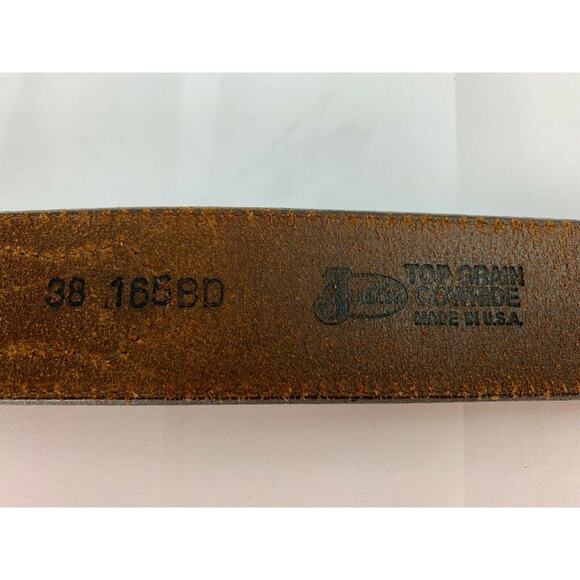 38 165BD
TOP GRAIN
COWHIDE
MADE IN U.S.A.